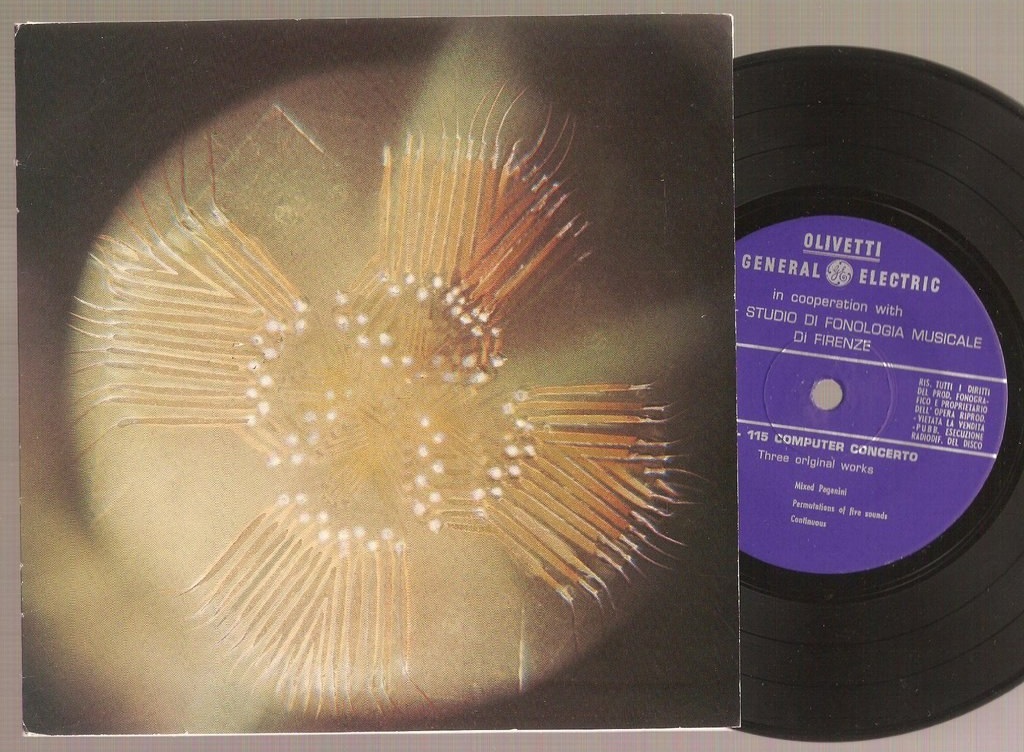 OLIVETTI
GENERAL GE ELECTRIC
in cooperation with
STUDIO DI FONOLOGIA MUSICALE
DI FIRENZE
RIS. TUTTI I DIRITTI
DEL PROD. FONOGRA-
FICO E PROPRIETARIO
DELL'OPERA RIPROD.
- VIETATA LA VENDITA
- PUBB. ESECUZIONE
RADIODIF. DEL DISCO
- 115 COMPUTER CONCERTO
Three original works
Mixed Paganini
Permutations of five sounds
Continuous